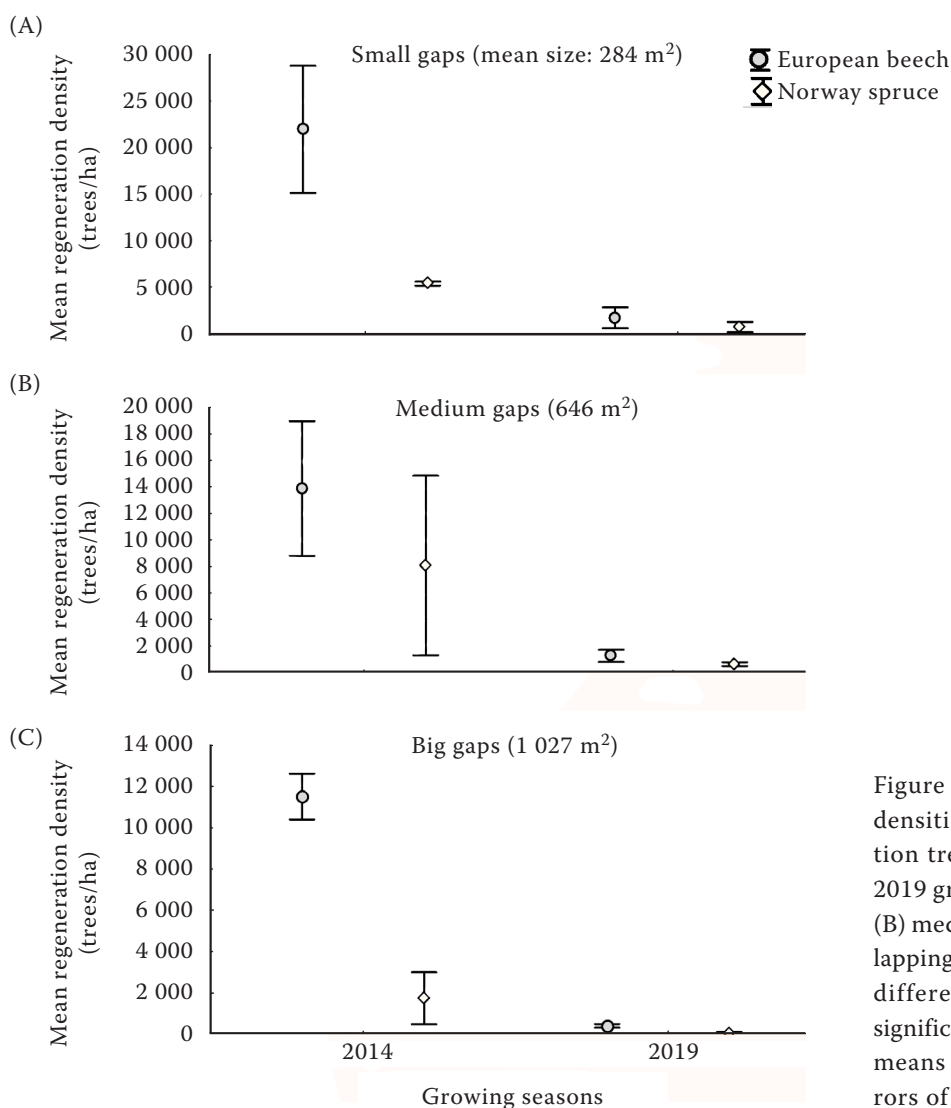 (A)
Small gaps (mean size: 284 m²)
European beech
Norway spruce
Mean regeneration density
(trees/ha)
30 000
25 000
20 000
15 000
10 000
5 000
0
(B)
Medium gaps (646 m²)
Mean regeneration density
(trees/ha)
20 000
18 000
16 000
14 000
12 000
10 000
8 000
6 000
4 000
2 000
0
(C)
Big gaps (1 027 m²)
Mean regeneration density
(trees/ha)
14 000
12 000
10 000
8 000
6 000
4 000
2 000
0
2014
2019
Growing seasons
Figure
densiti
tion tre
2019 gr
(B) med
lapping
differe
signific
means
rors of